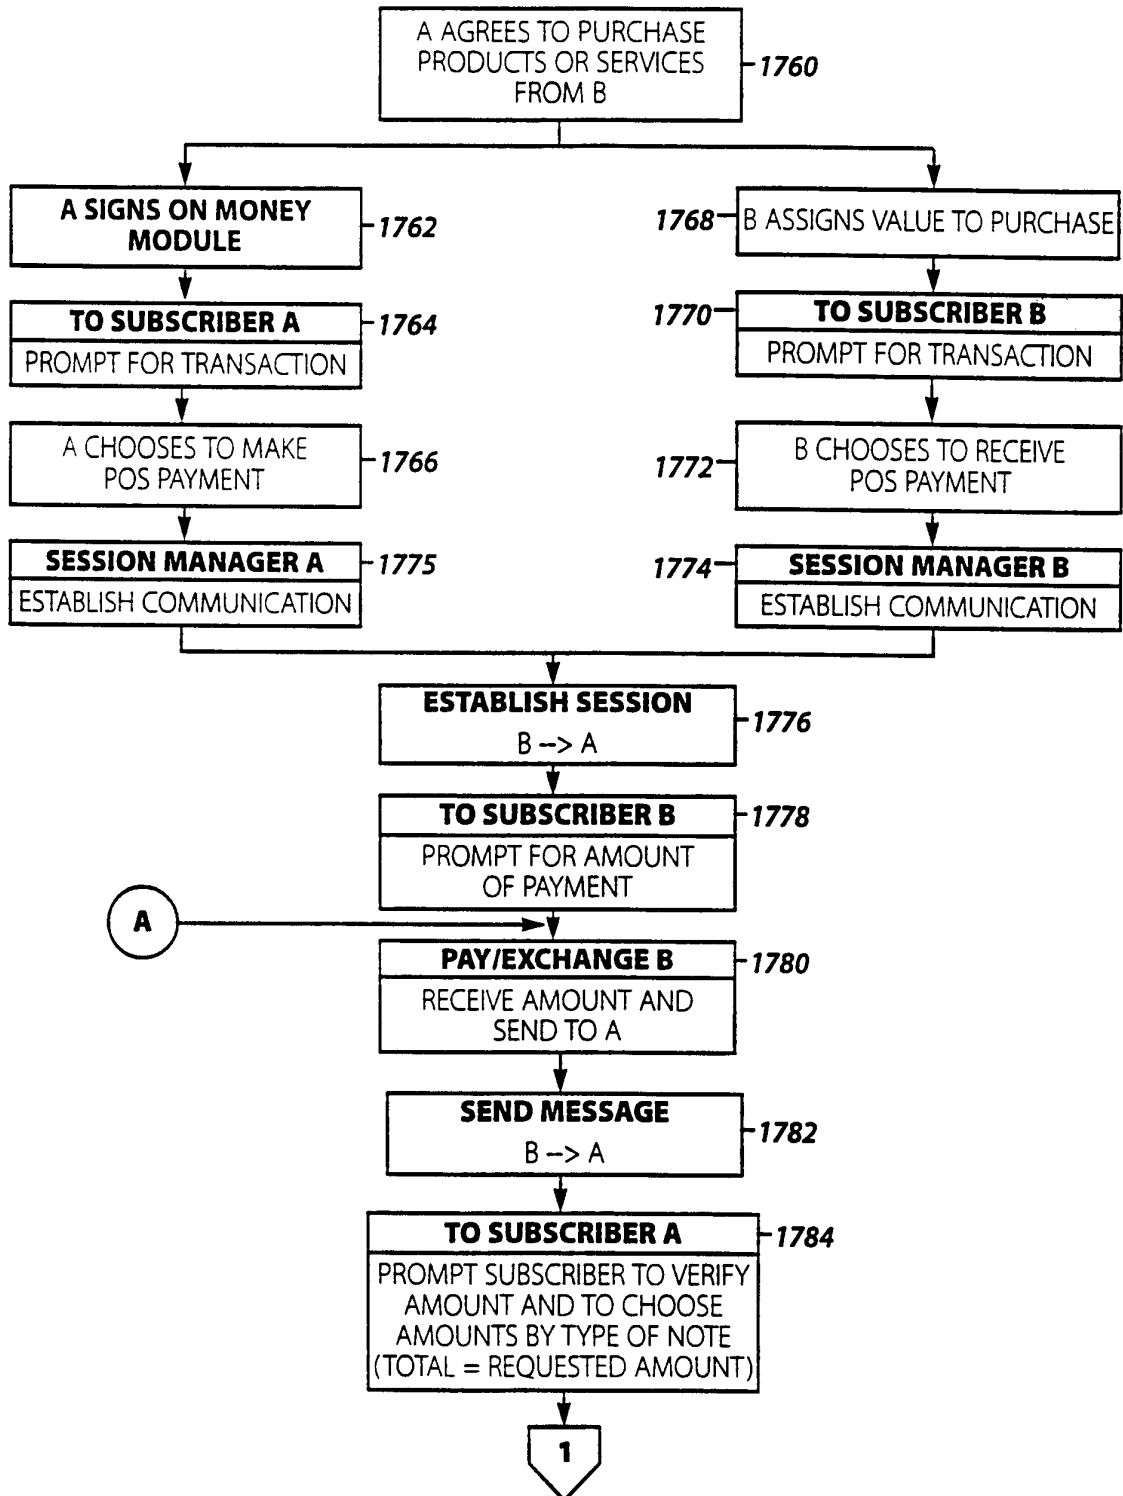 A AGREES TO PURCHASE
PRODUCTS OR SERVICES
FROM B
1760
A SIGNS ON MONEY
MODULE
1762
TO SUBSCRIBER A
1764
PROMPT FOR TRANSACTION
A CHOOSES TO MAKE
POS PAYMENT
1766
SESSION MANAGER A
1775
ESTABLISH COMMUNICATION
1768
B ASSIGNS VALUE TO PURCHASE
1770
TO SUBSCRIBER B
PROMPT FOR TRANSACTION
1772
B CHOOSES TO RECEIVE
POS PAYMENT
1774
SESSION MANAGER B
ESTABLISH COMMUNICATION
ESTABLISH SESSION
1776
B --> A
TO SUBSCRIBER B
1778
PROMPT FOR AMOUNT
OF PAYMENT
A
PAY/EXCHANGE B
1780
RECEIVE AMOUNT AND
SEND TO A
SEND MESSAGE
1782
B --> A
TO SUBSCRIBER A
1784
PROMPT SUBSCRIBER TO VERIFY
AMOUNT AND TO CHOOSE
AMOUNTS BY TYPE OF NOTE
(TOTAL = REQUESTED AMOUNT)
1